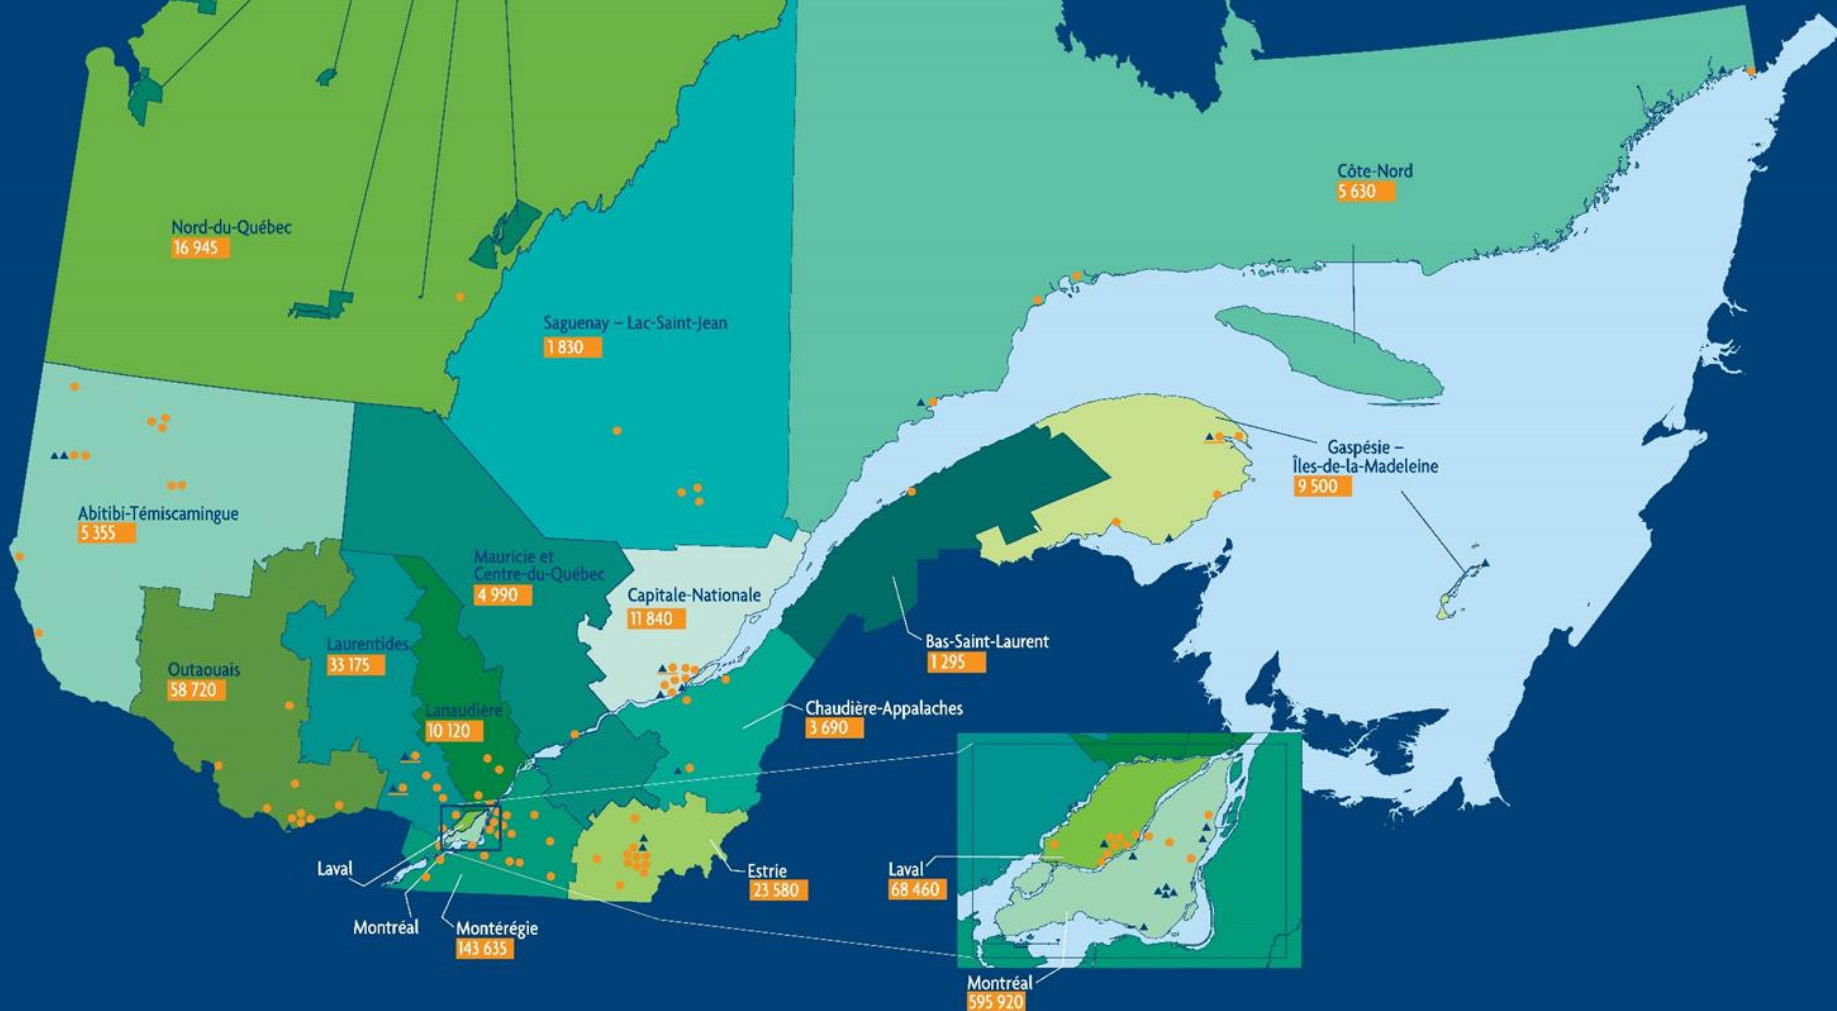 Côte-Nord
5 630
Nord-du-Québec
16 945
Saguenay – Lac-Saint-Jean
1 830
Gaspésie –
Îles-de-la-Madeleine
9 500
Abitibi-Témiscamingue
5 355
Mauricie et
Centre-du-Québec
4 990
Capitale-Nationale
11 840
Bas-Saint-Laurent
1 295
Laurentides
33 175
Outaouais
58 720
Lanaudière
10 120
Chaudière-Appalaches
3 690
Laval
Estrie
23 580
Laval
68 460
Montréal
Montérégie
143 635
Montréal
595 920